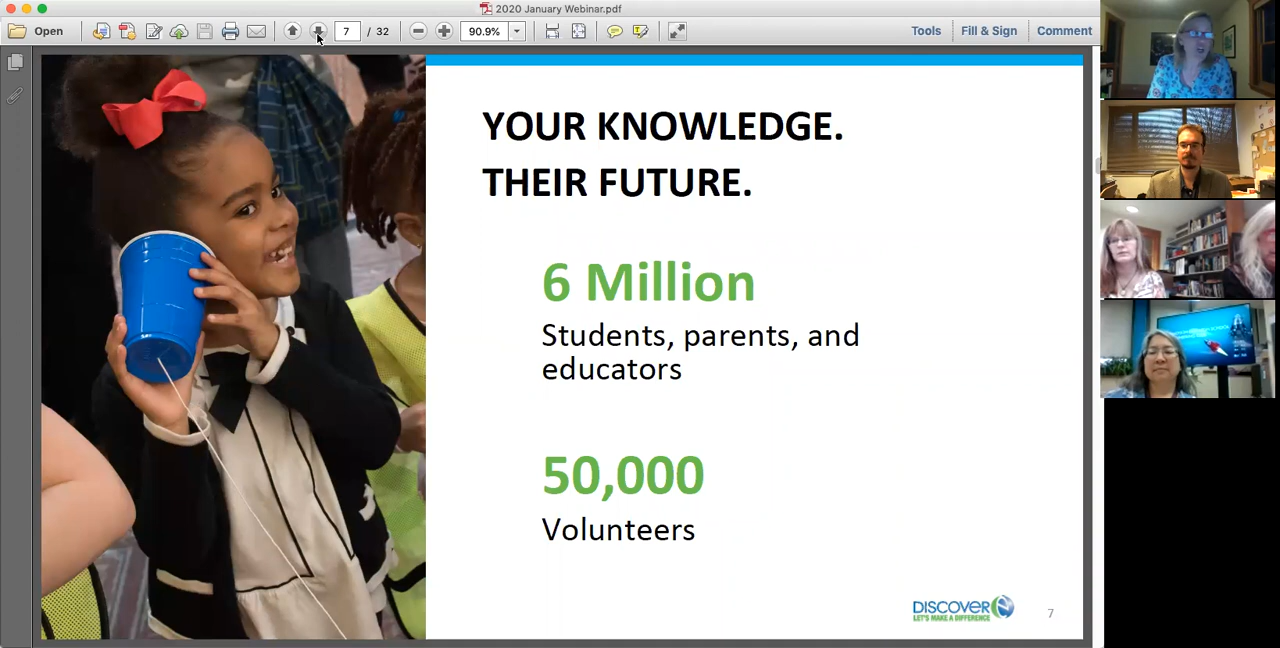 2020 January Webinar.pdf
Open
7 / 32
90.9%
Tools
Fill & Sign
Comment
YOUR KNOWLEDGE.
THEIR FUTURE.
6 Million
Students, parents, and
educators
50,000
Volunteers
DISCOVER
LET'S MAKE A DIFFERENCE
7